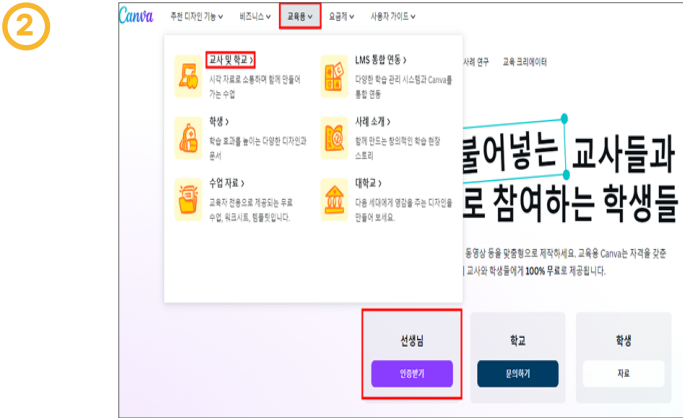 2
Canva 추천 디자인 기능 비즈니스 교육용 요금제 사용자 가이드
사례 연구 교육 크리에이터
교사 및 학교 >
시각 자료로 소통하며 함께 만들어
가는 수업
LMS 통합 연동 >
다양한 학습 관리 시스템과 Canva를
통합 연동
학생 >
학습 효과를 높이는 다양한 디자인과
문서
사례 소개 >
함께 만드는 창의적인 학습 현장
스토리
수업 자료 >
교육자 전용으로 제공되는 무료
수업, 워크시트, 템플릿입니다.
대학교 >
다음 세대에게 영감을 주는 디자인을
만들어 보세요.
불어넣는 교사들과
로 참여하는 학생들
동영상 등을 맞춤형으로 제작하세요. 교육용 Canva는 자격을 갖춘
교사와 학생들에게 100% 무료로 제공됩니다.
선생님
인증받기
학교
문의하기
학생
자료